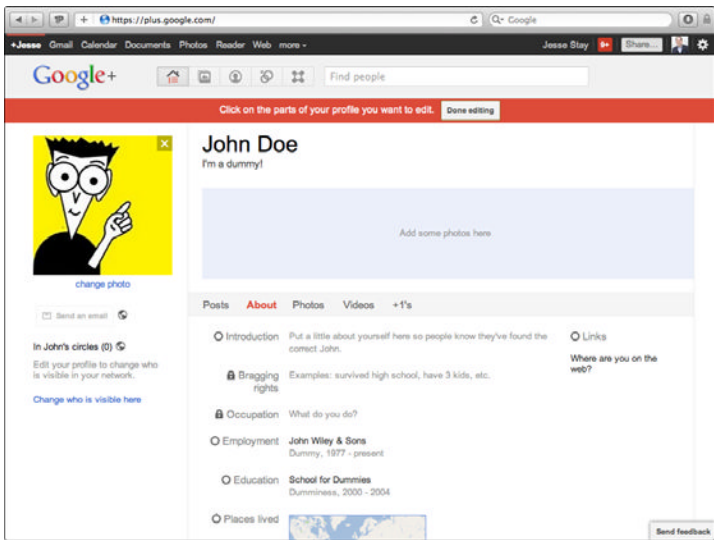 https://plus.google.com/
Google
+Jesse Gmail Calendar Documents Photos Reader Web more
Jesse Stay
Share...
Google+
Find people
Click on the parts of your profile you want to edit. Done editing
John Doe
I'm a dummy!
Add some photos here
change photo
Send an email
In John's circles (0)
Edit your profile to change who
is visible in your network.
Change who is visible here
Posts About Photos Videos +1's
Introduction Put a little about yourself here so people know they've found the
correct John.
Bragging
rights
Examples: survived high school, have 3 kids, etc.
Occupation What do you do?
Employment John Wiley & Sons
Dummy, 1977 - present
Education School for Dummies
Dumminess, 2000 - 2004
Places lived
Links
Where are you on the
web?
Send feedback